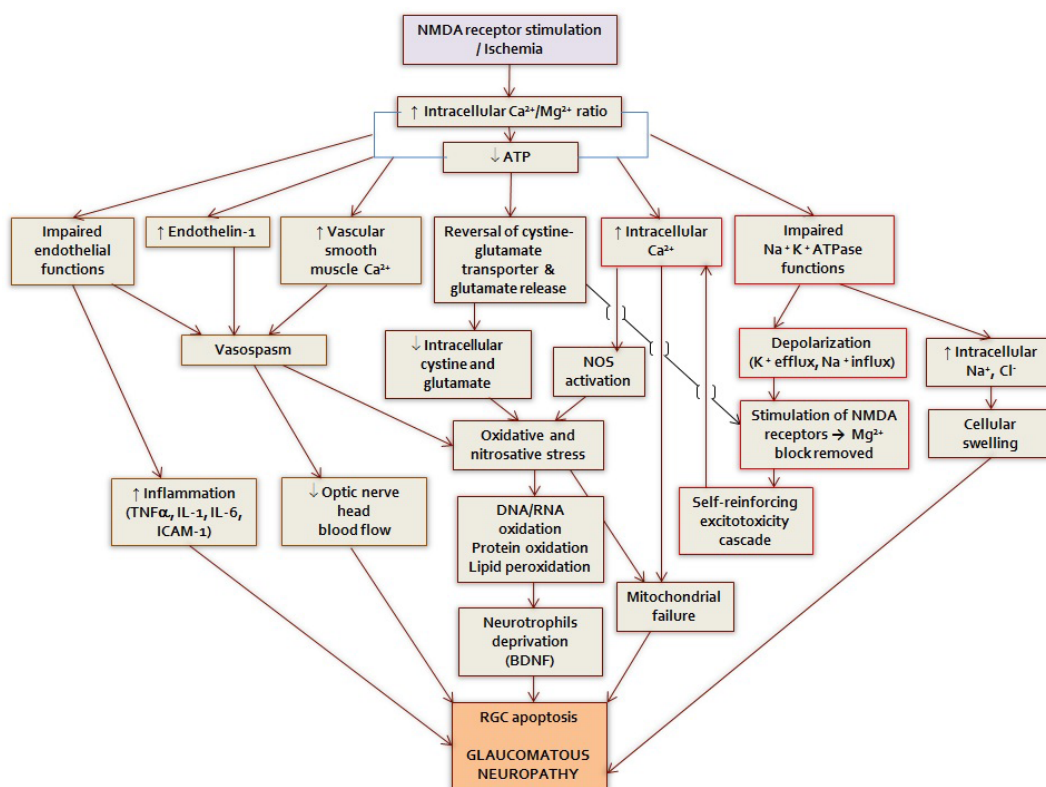 NMDA receptor stimulation
/ Ischemia
↑ Intracellular Ca²⁺/Mg²⁺ ratio
↓ ATP
Impaired
endothelial
functions
↑ Endothelin-1
↑ Vascular
smooth
muscle Ca²⁺
Reversal of cystine-
glutamate
transporter &
glutamate release
↑ Intracellular
Ca²⁺
Impaired
Na⁺ K⁺ ATPase
functions
Vasospasm
↓ Intracellular
cystine and
glutamate
NOS
activation
Depolarization
(K⁺ efflux, Na⁺ influx)
↑ Intracellular
Na⁺, Cl⁻
Stimulation of NMDA
receptors → Mg²⁺
block removed
Cellular
swelling
Oxidative and
nitrosative stress
↑ Inflammation
(TNFα, IL-1, IL-6,
ICAM-1)
↓ Optic nerve
head
blood flow
DNA/RNA
oxidation
Protein oxidation
Lipid peroxidation
Self-reinforcing
excitotoxicity
cascade
Mitochondrial
failure
Neurotrophils
deprivation
(BDNF)
RGC apoptosis
GLAUCOMATOUS
NEUROPATHY